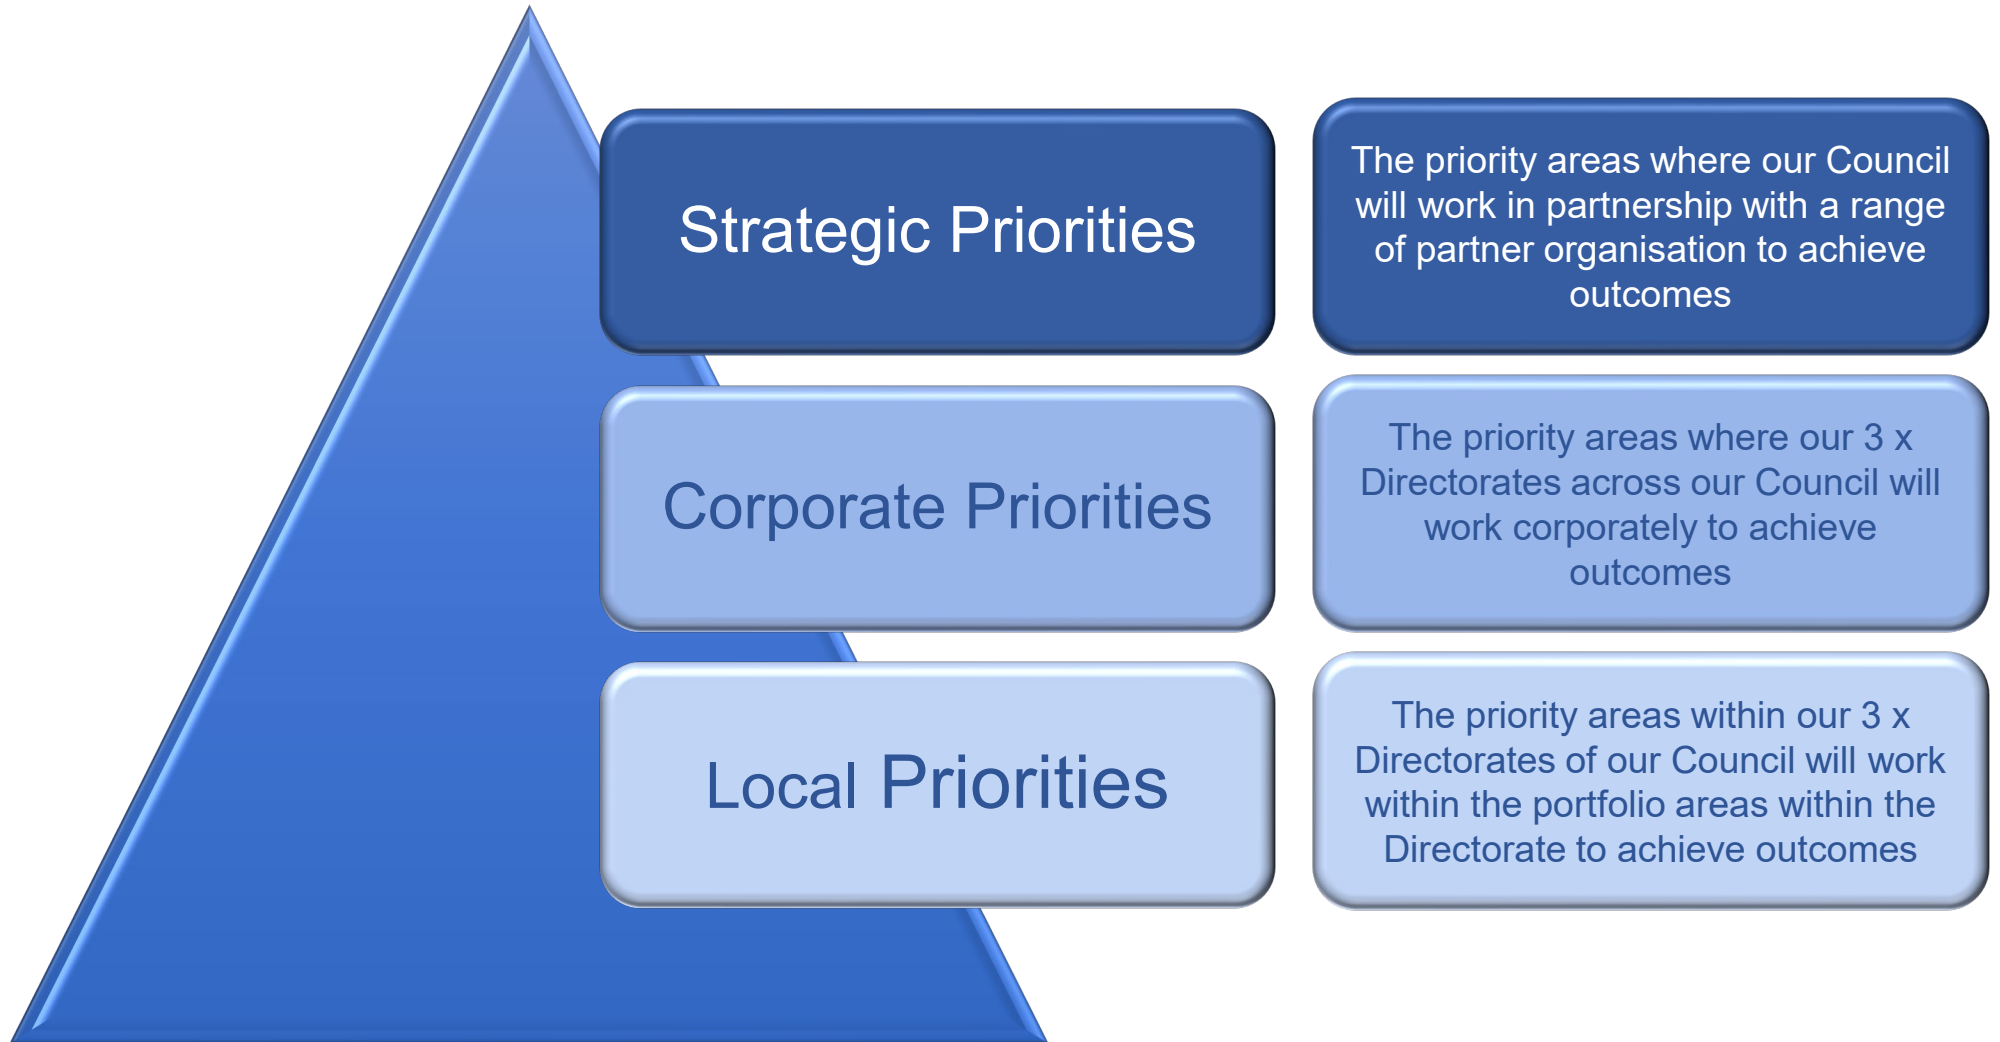 Strategic Priorities
The priority areas where our Council
will work in partnership with a range
of partner organisation to achieve
outcomes
Corporate Priorities
The priority areas where our 3 x
Directorates across our Council will
work corporately to achieve
outcomes
Local Priorities
The priority areas within our 3 x
Directorates of our Council will work
within the portfolio areas within the
Directorate to achieve outcomes